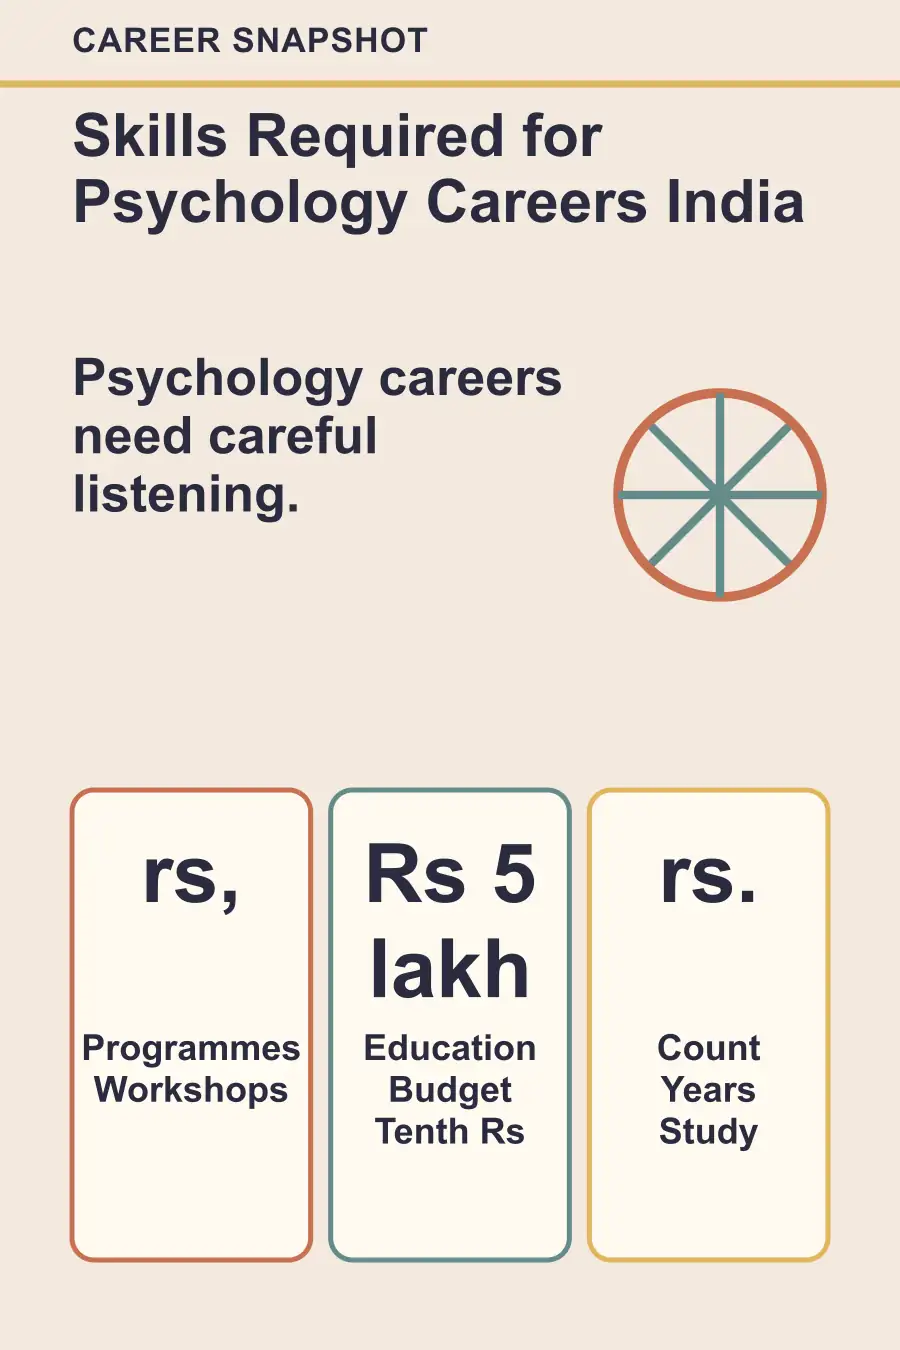 CAREER SNAPSHOT
Skills Required for
Psychology Careers India
Psychology careers
need careful
listening.
rs,
Programmes
Workshops
Rs 5
lakh
Education
Budget
Tenth Rs
rs.
Count
Years
Study